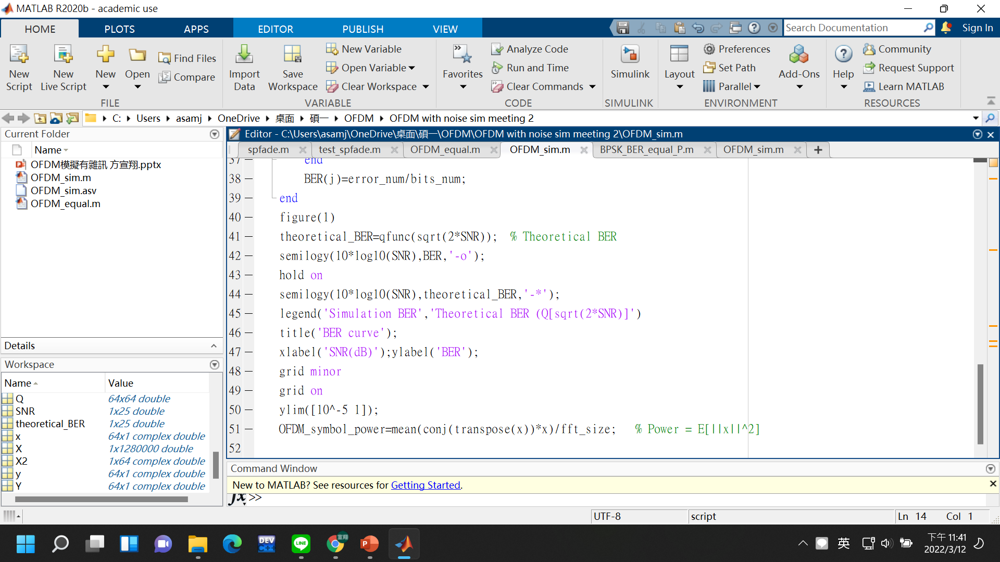 MATLAB R2020b - academic use
HOME PLOTS APPS EDITOR PUBLISH VIEW
Search Documentation
Sign In
New Script
New Live Script
New
Open
Find Files
Compare
FILE
Import Data
Save Workspace
New Variable
Open Variable
Clear Workspace
VARIABLE
Favorites
Analyze Code
Run and Time
Clear Commands
CODE
Simulink
SIMULINK
Layout
Preferences
Set Path
Parallel
Add-Ons
ENVIRONMENT
Help
Community
Request Support
Learn MATLAB
RESOURCES
C: Users asamj OneDrive 桌面 碩一 OFDM OFDM with noise sim meeting 2
Current Folder
Name
OFDM模擬有雜訊 方宣翔.pptx
OFDM_sim.m
OFDM_sim.asv
OFDM_equal.m
Details
Workspace
Name Value
Q 64x64 double
SNR 1x25 double
theoretical_BER 1x25 double
x 64x1 complex double
X 1x1280000 double
X2 1x64 complex double
y 64x1 complex double
Y 64x1 complex double
Editor - C:\Users\asamj\OneDrive\桌面\碩一\OFDM\OFDM with noise sim meeting 2\OFDM_sim.m
spfade.m test_spfade.m OFDM_equal.m OFDM_sim.m BPSK_BER_equal_P.m OFDM_sim.m
37 end
38 BER(j)=error_num/bits_num;
39 end
40 figure(1)
41 theoretical_BER=qfunc(sqrt(2*SNR)); % Theoretical BER
42 semilogy(10*log10(SNR),BER,'-o');
43 hold on
44 semilogy(10*log10(SNR),theoretical_BER,'-*');
45 legend('Simulation BER','Theoretical BER (Q[sqrt(2*SNR)]')
46 title('BER curve');
47 xlabel('SNR(dB)');ylabel('BER');
48 grid minor
49 grid on
50 ylim([10^-5 1]);
51 OFDM_symbol_power=mean(conj(transpose(x))*x)/fft_size; % Power = E[||x||^2]
52
Command Window
New to MATLAB? See resources for Getting Started.
fx >>
UTF-8 script Ln 14 Col 1
DEV C++
LINE
宣翔
英
下午 11:41
2022/3/12